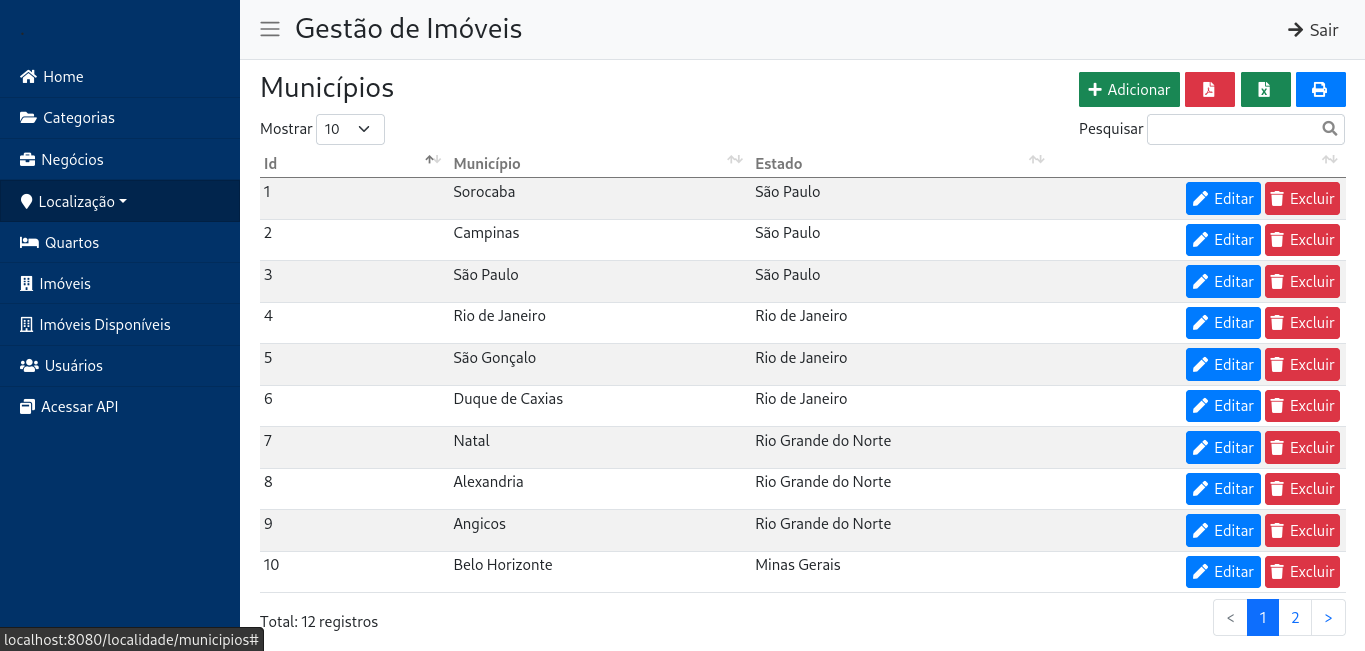 Gestão de Imóveis
Sair
Home
Categorias
Negócios
Localização
Quartos
Imóveis
Imóveis Disponíveis
Usuários
Acessar API
Municípios
Adicionar
Mostrar 10
Pesquisar
Id Município Estado
1 Sorocaba São Paulo Editar Excluir
2 Campinas São Paulo Editar Excluir
3 São Paulo São Paulo Editar Excluir
4 Rio de Janeiro Rio de Janeiro Editar Excluir
5 São Gonçalo Rio de Janeiro Editar Excluir
6 Duque de Caxias Rio de Janeiro Editar Excluir
7 Natal Rio Grande do Norte Editar Excluir
8 Alexandria Rio Grande do Norte Editar Excluir
9 Angicos Rio Grande do Norte Editar Excluir
10 Belo Horizonte Minas Gerais Editar Excluir
Total: 12 registros
< 1 2 >
localhost:8080/localidade/municipios#